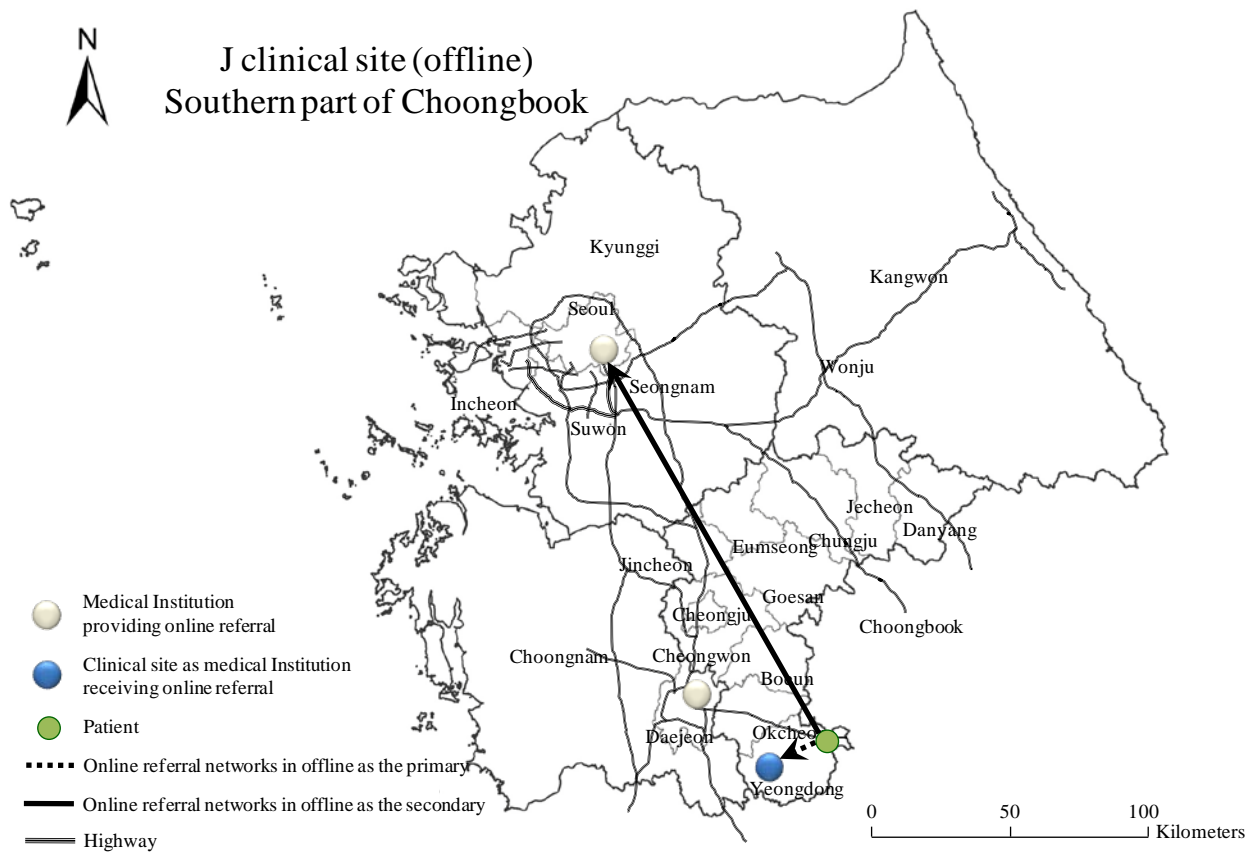 N
J clinical site (offline)
Southern part of Choongbook
Kyunggi
Kangwon
Seoul
Wonju
Seongnam
Incheon
Suwon
Jecheon
Danyang
Eumseong
Chungju
Jincheon
Goesan
Cheongju
Choongbook
Choongnam
Cheongwon
Boeun
Daejeon
Okcheo
Yeongdong
Medical Institution
providing online referral
Clinical site as medical Institution
receiving online referral
Patient
Online referral networks in offline as the primary
Online referral networks in offline as the secondary
Highway
0 50 100
Kilometers